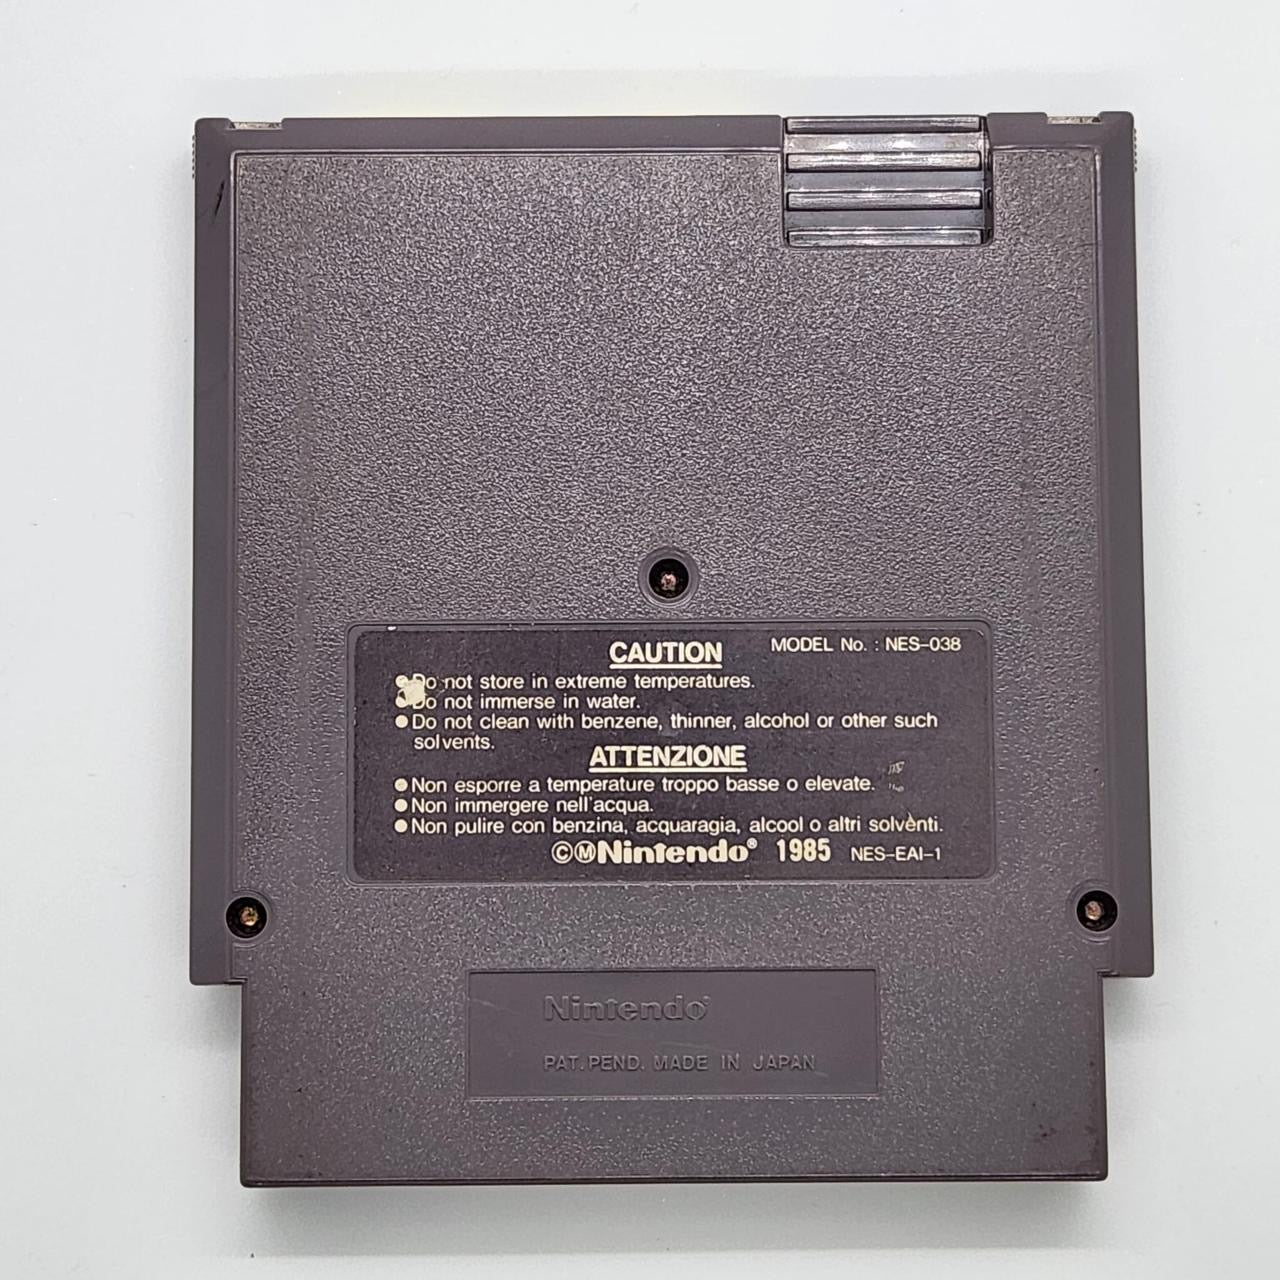 CAUTION MODEL No. : NES-038
●Do not store in extreme temperatures.
●Do not immerse in water.
●Do not clean with benzene, thinner, alcohol or other such
solvents.
ATTENZIONE
●Non esporre a temperature troppo basse o elevate.
●Non immergere nell'acqua.
●Non pulire con benzina, acquaragia, alcool o altri solventi.
©ⓂNintendo® 1985 NES-EAI-1
Nintendo®
PAT. PEND. MADE IN JAPAN